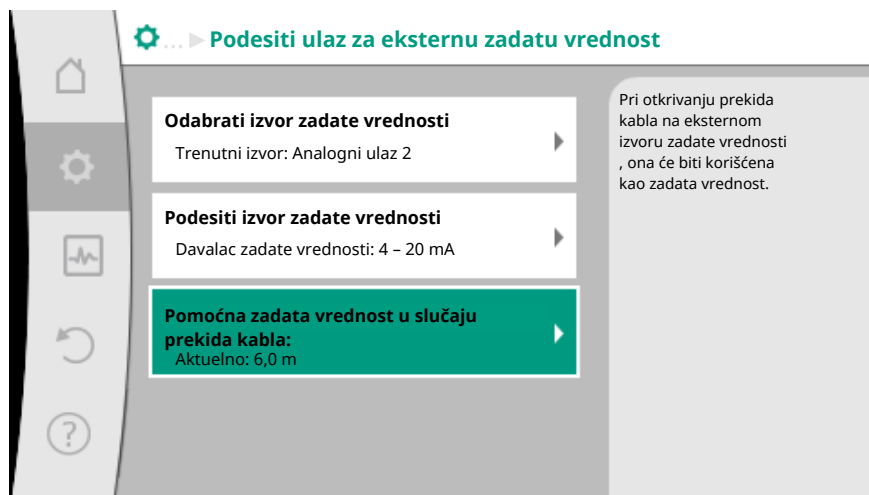 ... ▶ Podesiti ulaz za eksternu zadatu vrednost
Odabrati izvor zadate vrednosti
Trenutni izvor: Analogni ulaz 2
Podesiti izvor zadate vrednosti
Davalac zadate vrednosti: 4 – 20 mA
Pomoćna zadata vrednost u slučaju
prekida kabla:
Aktuelno: 6,0 m
Pri otkrivanju prekida
kabla na eksternom
izvoru zadate vrednosti
, ona će biti korišćena
kao zadata vrednost.
?